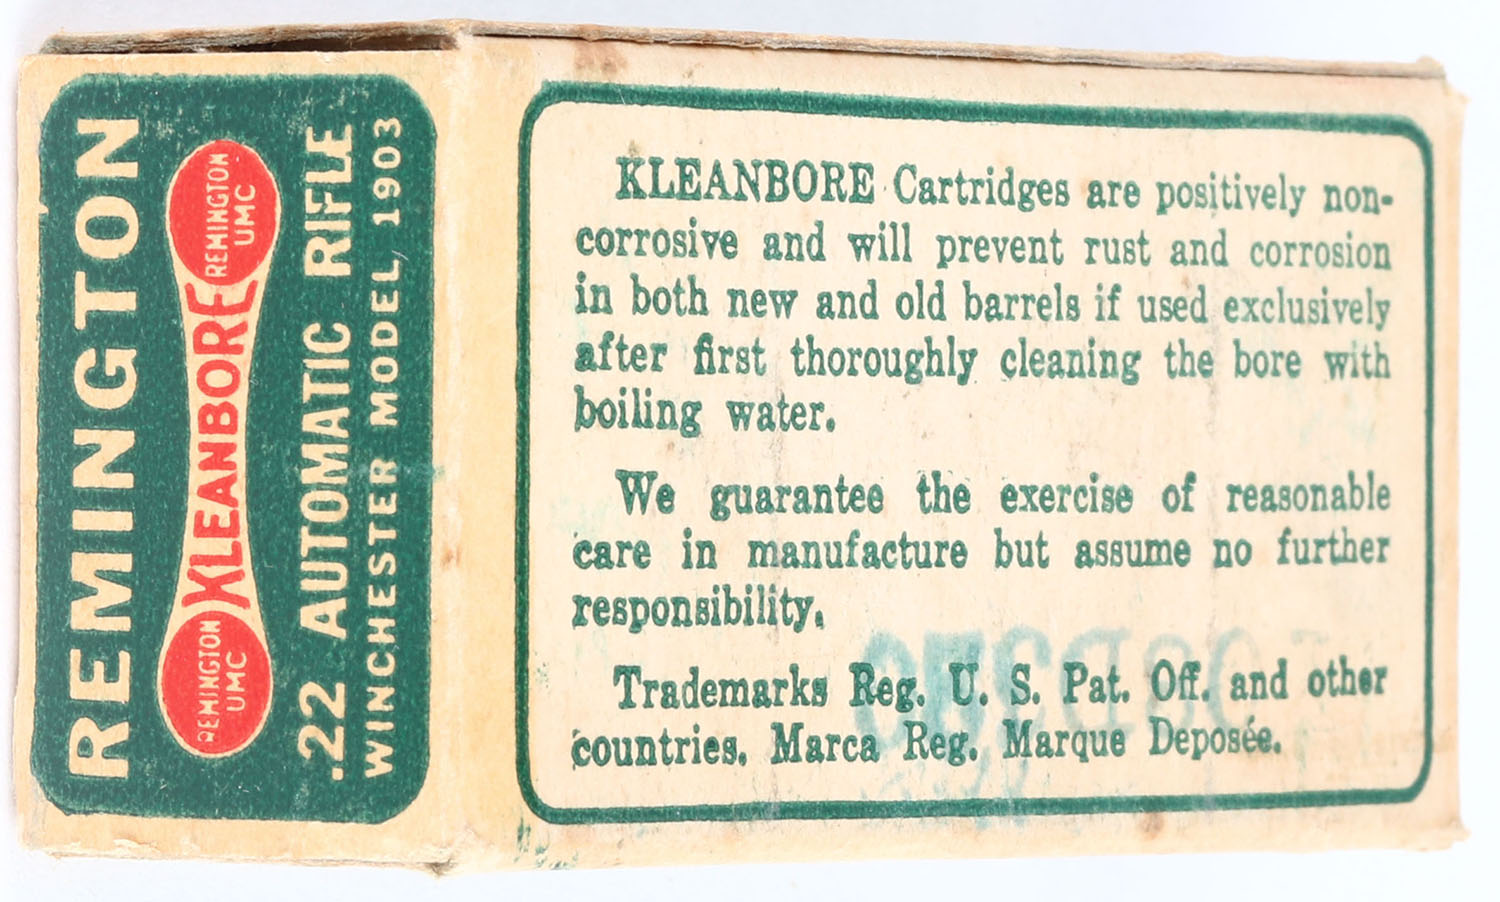 REMINGTON
REMINGTON
UMC
KLEANBORE
REMINGTON
UMC
.22 AUTOMATIC RIFLE
WINCHESTER MODEL, 1903
KLEANBORE Cartridges are positively non-
corrosive and will prevent rust and corrosion
in both new and old barrels if used exclusively
after first thoroughly cleaning the bore with
boiling water.
We guarantee the exercise of reasonable
care in manufacture but assume no further
responsibility.
Trademarks Reg. U. S. Pat. Off. and other
countries. Marca Reg. Marque Deposée.